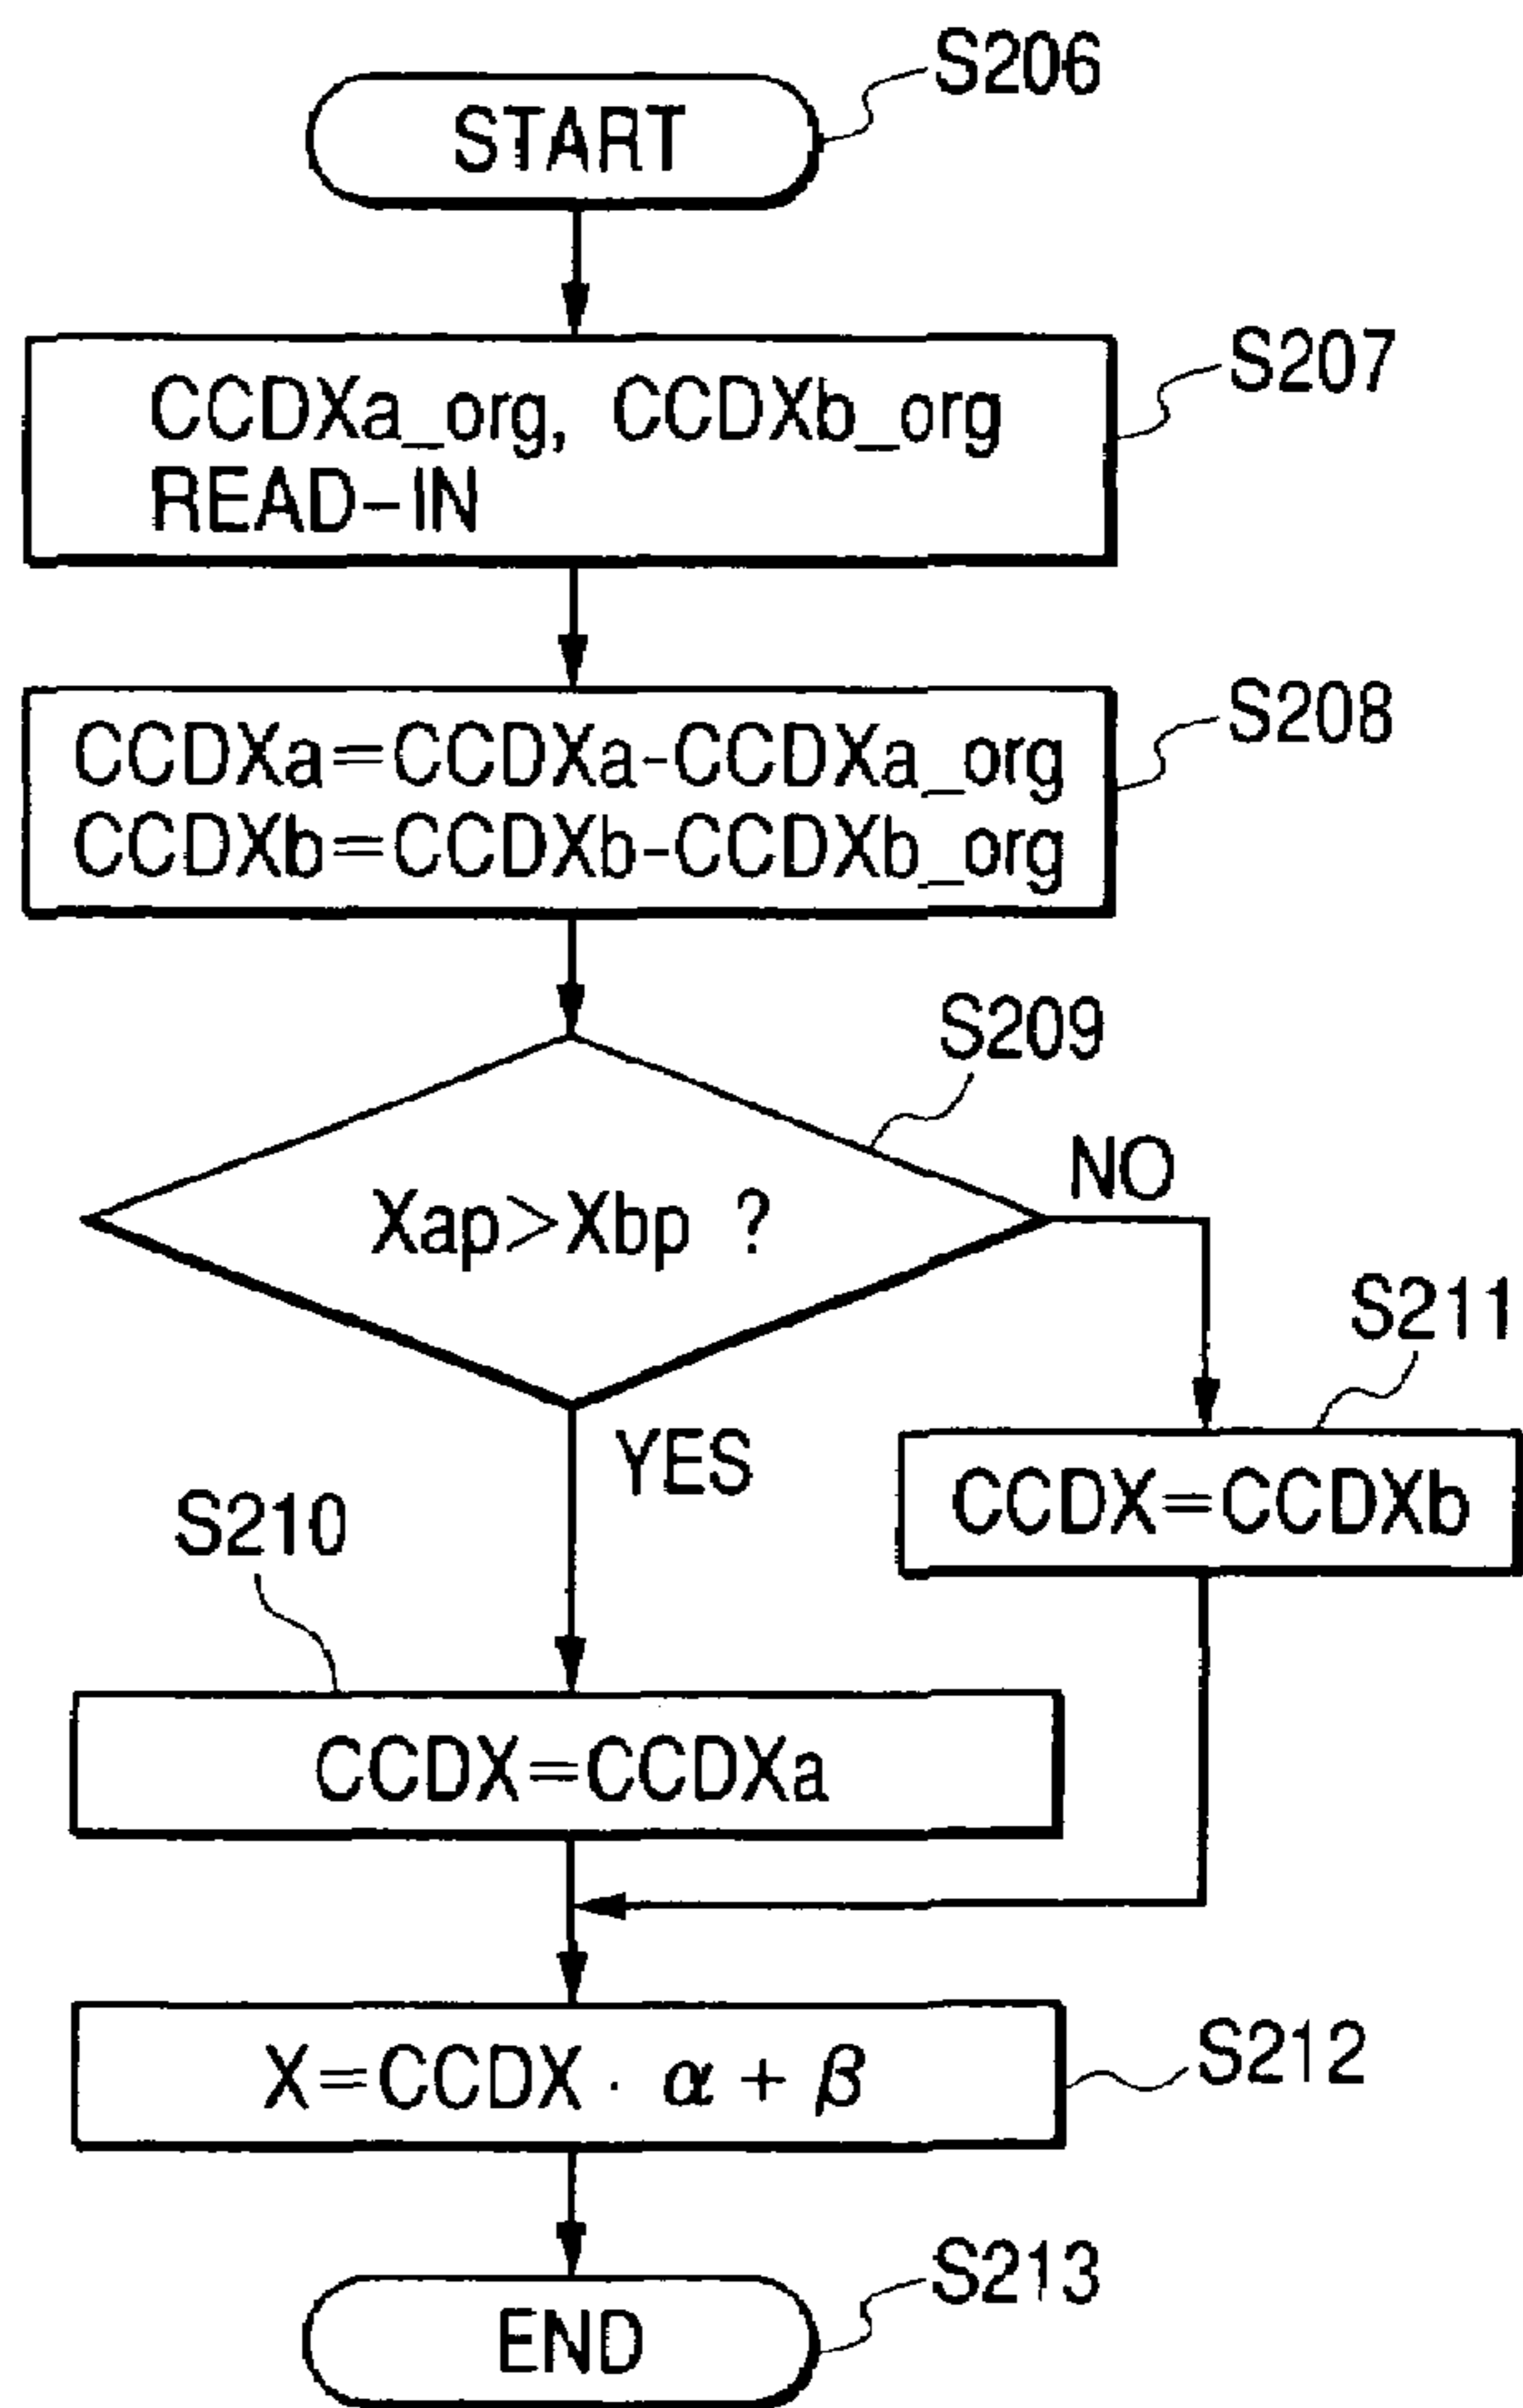 S206
START
S207
CCDXa_org, CCDXb_org
READ-IN
S208
CCDXa=CCDXa-CCDXa_org
CCDXb=CCDXb-CCDXb_org
S209
Xap>Xbp ?
NO
S211
YES
CCDX=CCDXb
S210
CCDX=CCDXa
X=CCDX · α + β
S212
S213
END